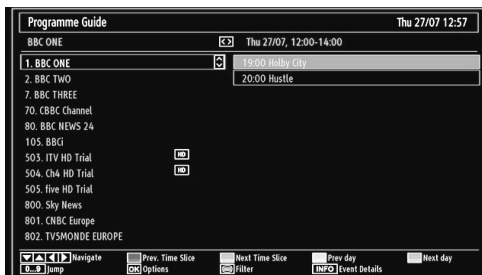 Programme Guide Thu 27/07 12:57
BBC ONE Thu 27/07, 12:00-14:00
1. BBC ONE 19:00 Holby City
2. BBC TWO 20:00 Hustle
7. BBC THREE
70. CBBC Channel
80. BBC NEWS 24
105. BBCi
503. ITV HD Trial HD
504. Ch4 HD Trial HD
505. five HD Trial
800. Sky News
801. CNBC Europe
802. TV5MONDE EUROPE
Navigate Prev. Time Slice Next Time Slice Prev day Next day
0...9 Jump OK Options Filter INFO Event Details